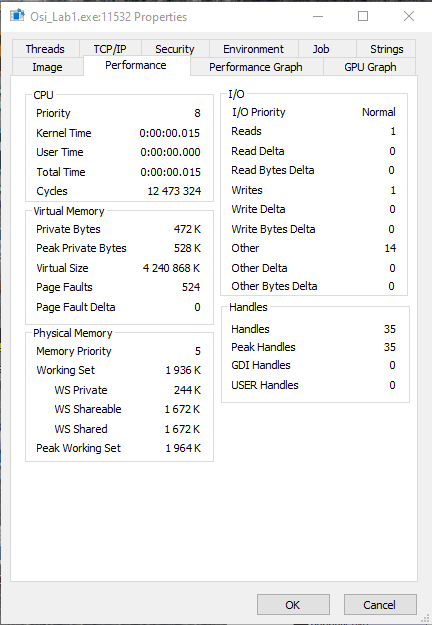 Osi_Lab1.exe:11532 Properties
Threads TCP/IP Security Environment Job Strings
Image Performance Performance Graph GPU Graph
CPU
Priority 8
Kernel Time 0:00:00.015
User Time 0:00:00.000
Total Time 0:00:00.015
Cycles 12 473 324
Virtual Memory
Private Bytes 472 K
Peak Private Bytes 528 K
Virtual Size 4 240 868 K
Page Faults 524
Page Fault Delta 0
Physical Memory
Memory Priority 5
Working Set 1 936 K
WS Private 244 K
WS Shareable 1 672 K
WS Shared 1 672 K
Peak Working Set 1 964 K
I/O
I/O Priority Normal
Reads 1
Read Delta 0
Read Bytes Delta 0
Writes 1
Write Delta 0
Write Bytes Delta 0
Other 14
Other Delta 0
Other Bytes Delta 0
Handles
Handles 35
Peak Handles 35
GDI Handles 0
USER Handles 0
OK Cancel